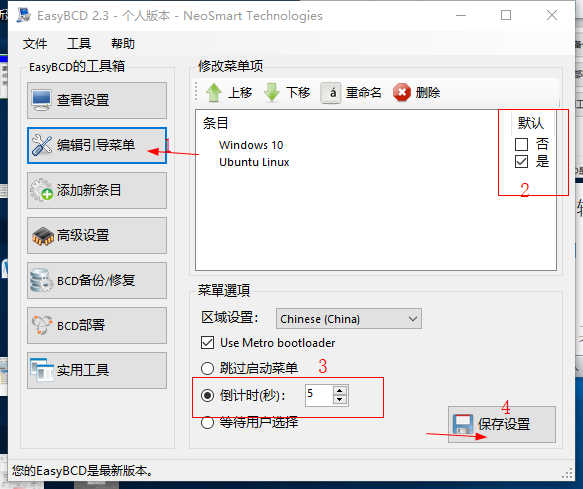 EasyBCD 2.3 - 个人版本 - NeoSmart Technologies
文件 工具 帮助
EasyBCD的工具箱
查看设置
编辑引导菜单 1
添加新条目
高级设置
BCD备份/修复
BCD部署
实用工具
修改菜单项
上移 下移 á 重命名 删除
条目 默认
Windows 10 否
Ubuntu Linux 是
2
菜單選項
区域设置： Chinese (China)
Use Metro bootloader
跳过启动菜单 3
倒计时(秒)： 5
等待用户选择
4
保存设置
您的EasyBCD是最新版本。